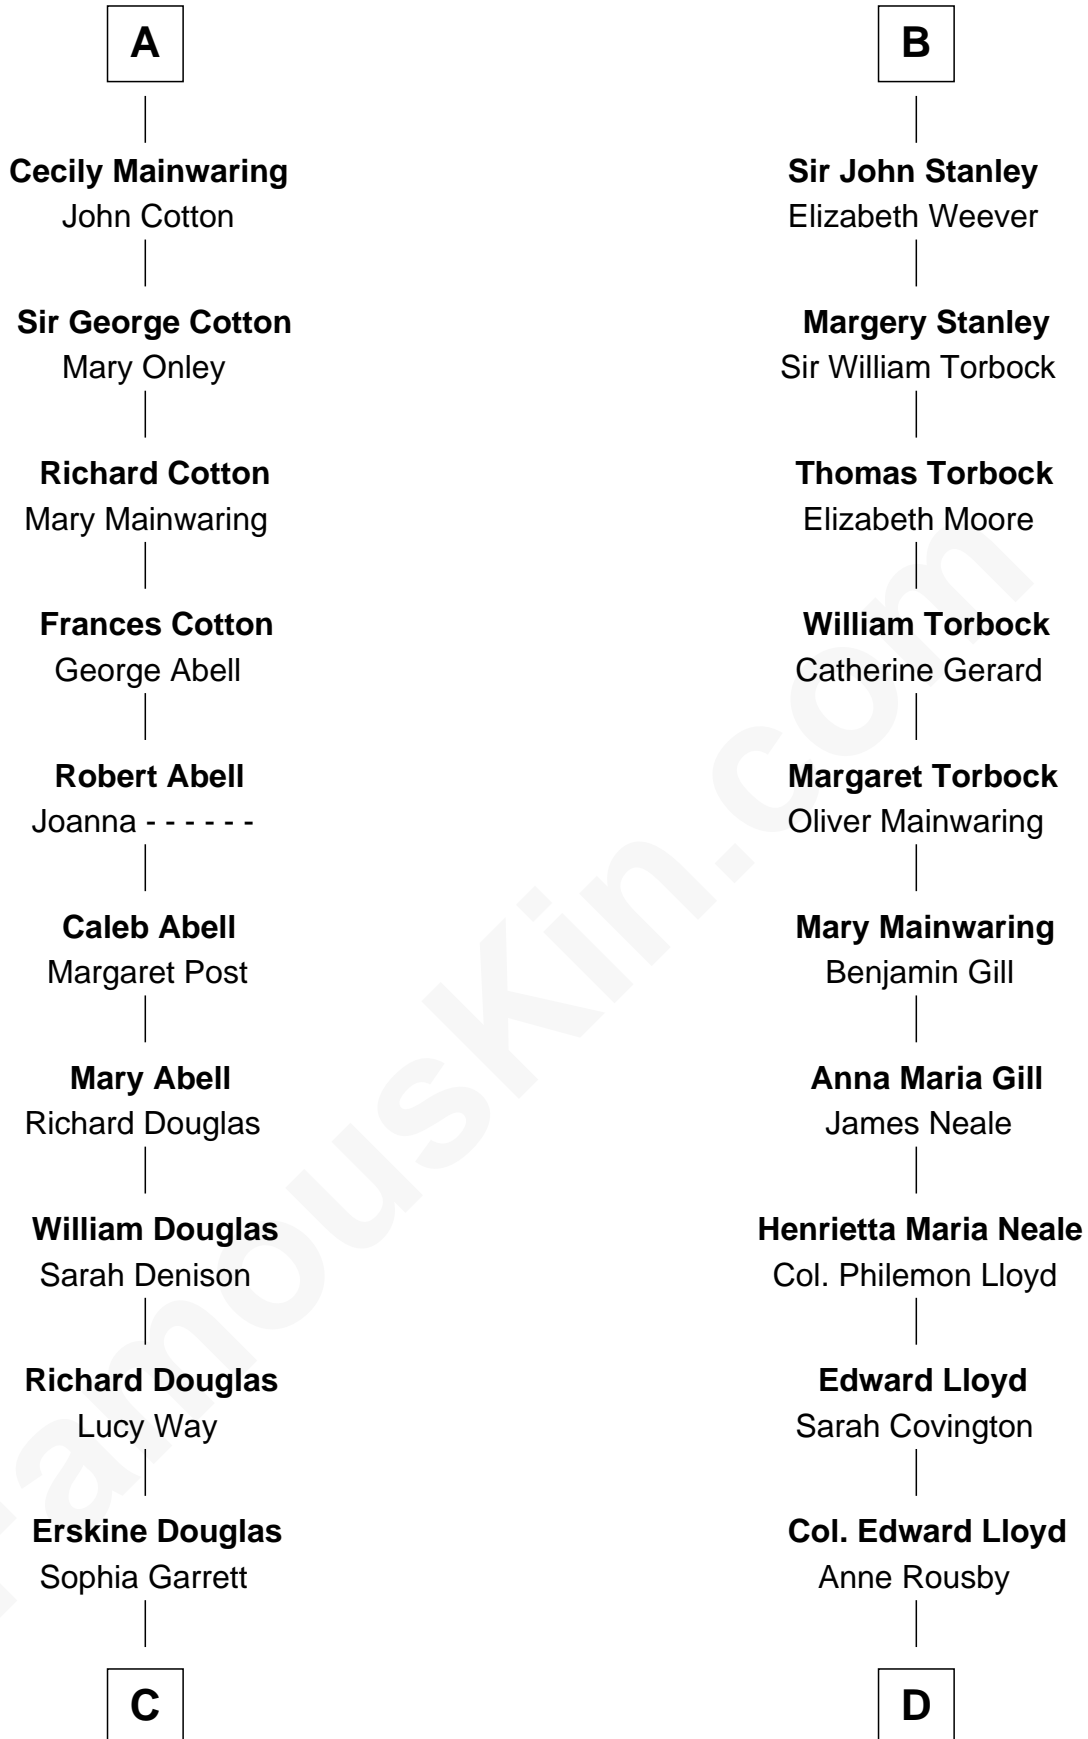 A
Cecily Mainwaring
John Cotton
Sir George Cotton
Mary Onley
Richard Cotton
Mary Mainwaring
Frances Cotton
George Abell
Robert Abell
Joanna - - - - - -
Caleb Abell
Margaret Post
Mary Abell
Richard Douglas
William Douglas
Sarah Denison
Richard Douglas
Lucy Way
Erskine Douglas
Sophia Garrett
C
B
Sir John Stanley
Elizabeth Weever
Margery Stanley
Sir William Torbock
Thomas Torbock
Elizabeth Moore
William Torbock
Catherine Gerard
Margaret Torbock
Oliver Mainwaring
Mary Mainwaring
Benjamin Gill
Anna Maria Gill
James Neale
Henrietta Maria Neale
Col. Philemon Lloyd
Edward Lloyd
Sarah Covington
Col. Edward Lloyd
Anne Rousby
D
FamousKin.com